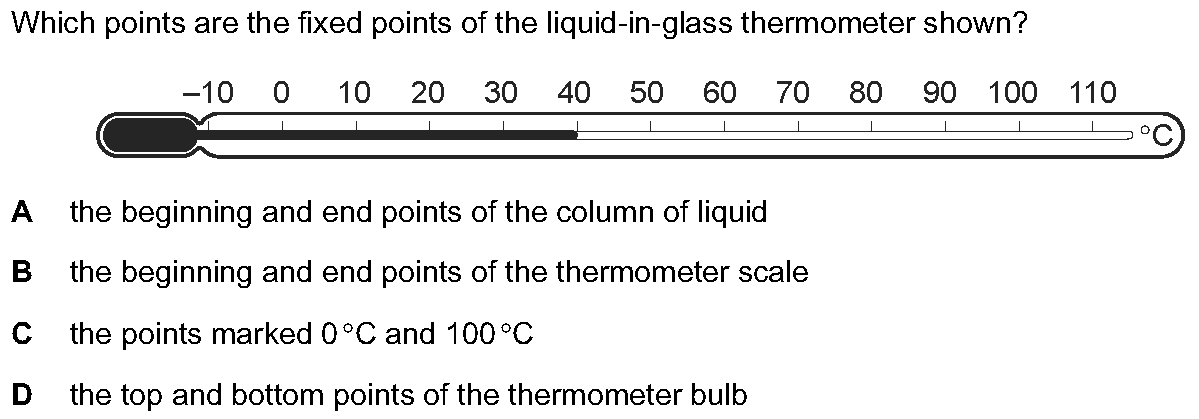 Which points are the fixed points of the liquid-in-glass thermometer shown?
–10 0 10 20 30 40 50 60 70 80 90 100 110
°C
A the beginning and end points of the column of liquid
B the beginning and end points of the thermometer scale
C the points marked 0 °C and 100 °C
D the top and bottom points of the thermometer bulb